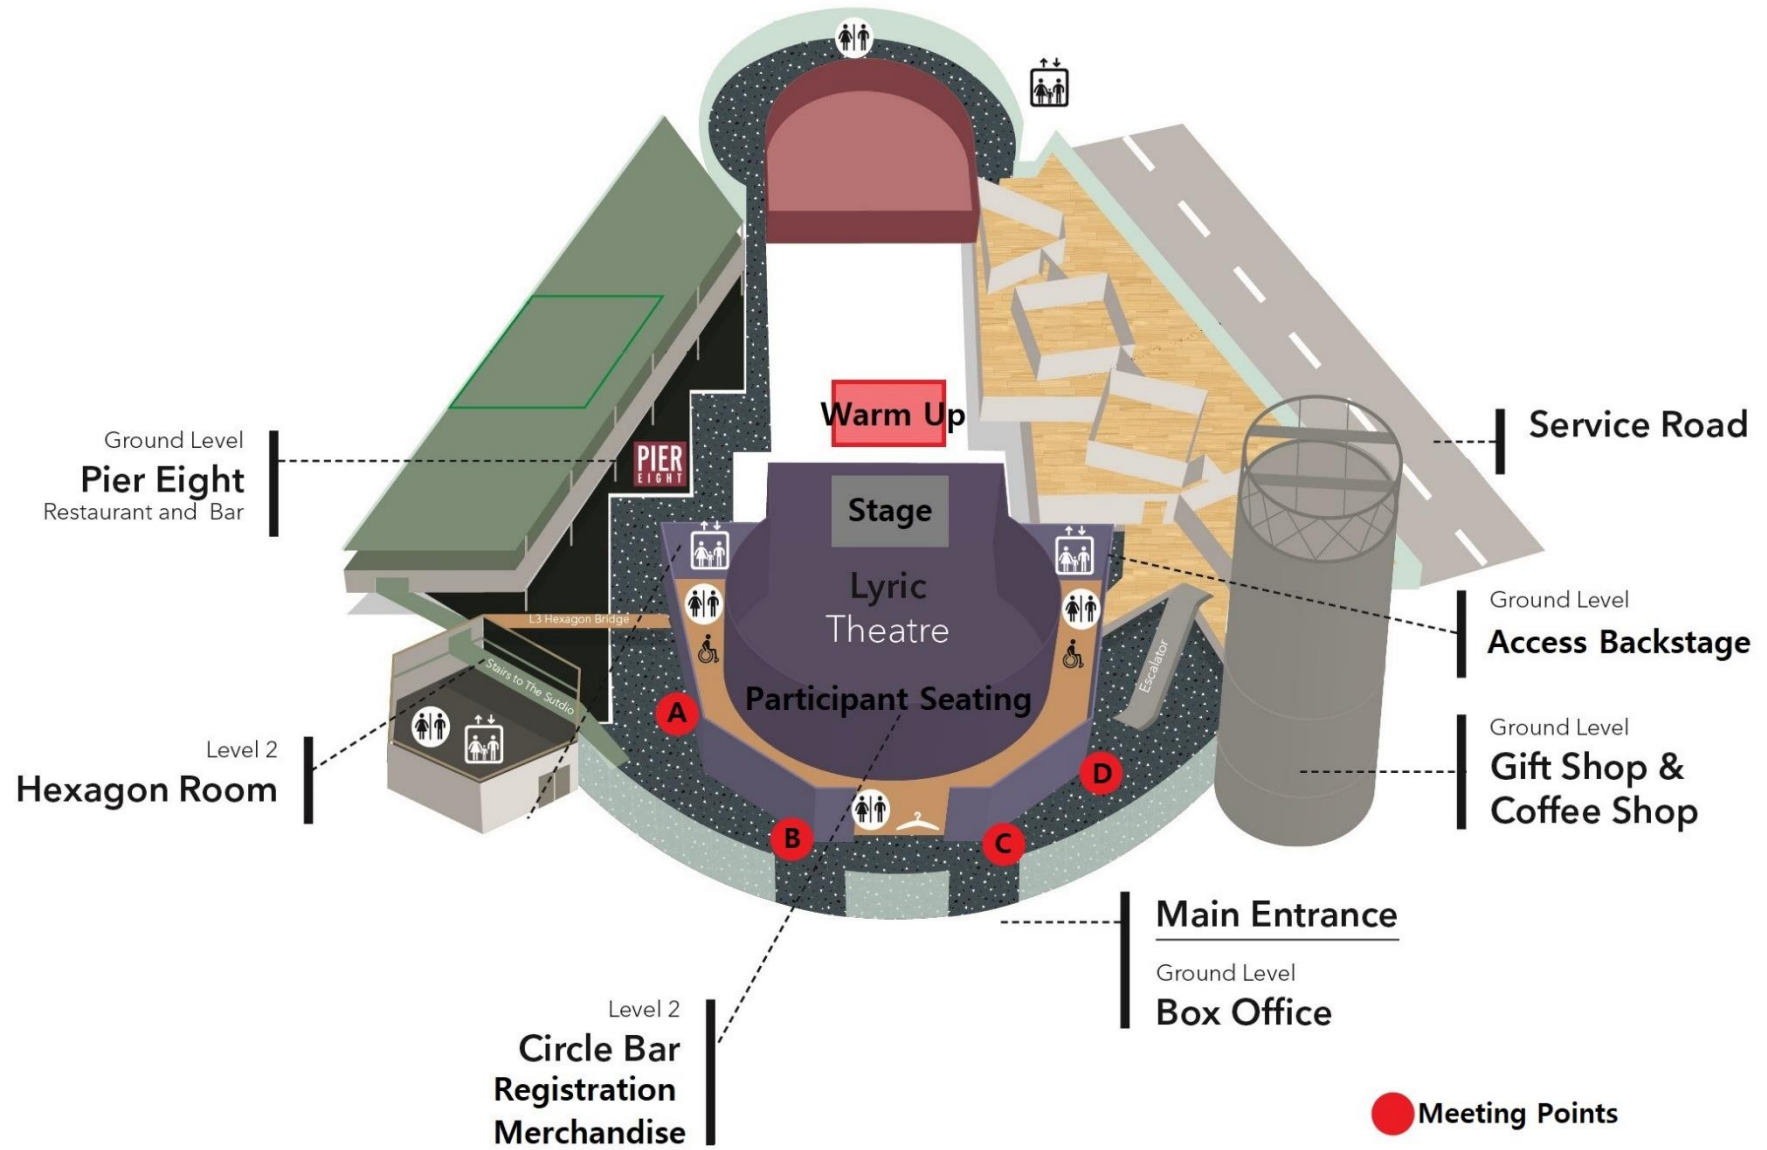 Warm Up
Service Road
Ground Level
Pier Eight
Restaurant and Bar
PIER
EIGHT
Stage
Lyric
Theatre
Ground Level
Access Backstage
L3 Hexagon Bridge
Escalator
Stairs to The Sutdio
Participant Seating
A
Level 2
Hexagon Room
Ground Level
Gift Shop &
Coffee Shop
D
B
C
Main Entrance
Ground Level
Box Office
Level 2
Circle Bar
Registration
Merchandise
Meeting Points